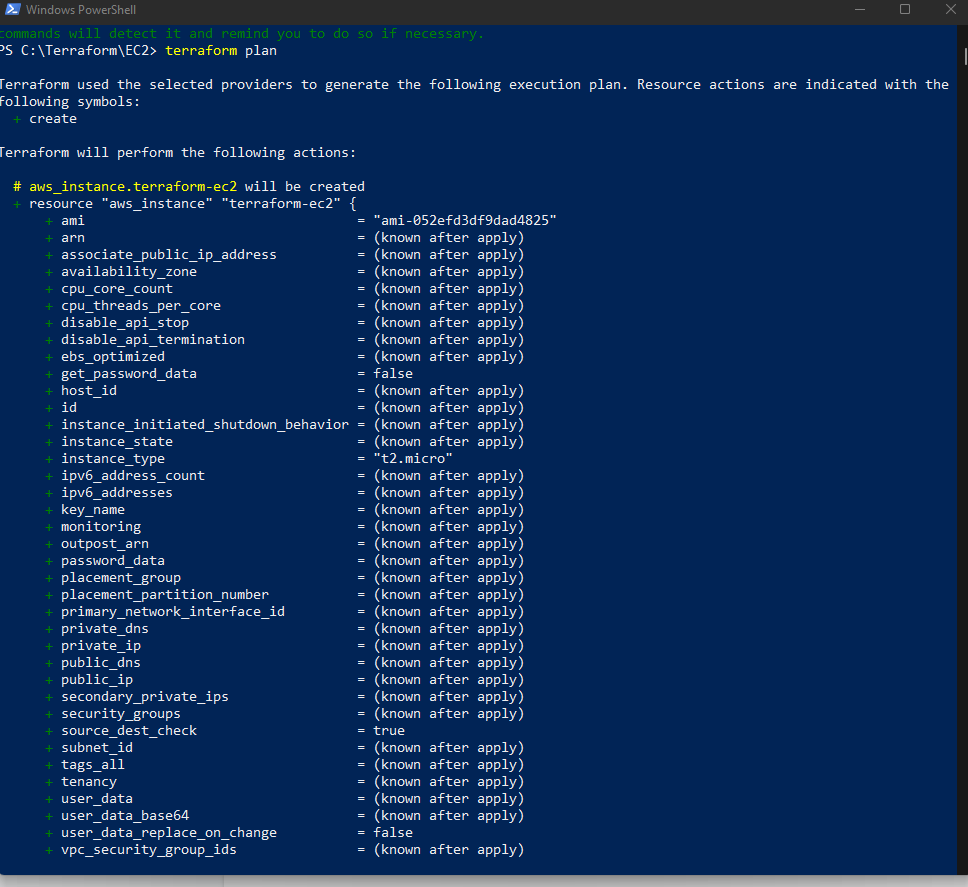 Windows PowerShell
commands will detect it and remind you to do so if necessary.
PS C:\Terraform\EC2> terraform plan
Terraform used the selected providers to generate the following execution plan. Resource actions are indicated with the
following symbols:
+ create
Terraform will perform the following actions:
# aws_instance.terraform-ec2 will be created
+ resource "aws_instance" "terraform-ec2" {
+ ami = "ami-052efd3df9dad4825"
+ arn = (known after apply)
+ associate_public_ip_address = (known after apply)
+ availability_zone = (known after apply)
+ cpu_core_count = (known after apply)
+ cpu_threads_per_core = (known after apply)
+ disable_api_stop = (known after apply)
+ disable_api_termination = (known after apply)
+ ebs_optimized = (known after apply)
+ get_password_data = false
+ host_id = (known after apply)
+ id = (known after apply)
+ instance_initiated_shutdown_behavior = (known after apply)
+ instance_state = (known after apply)
+ instance_type = "t2.micro"
+ ipv6_address_count = (known after apply)
+ ipv6_addresses = (known after apply)
+ key_name = (known after apply)
+ monitoring = (known after apply)
+ outpost_arn = (known after apply)
+ password_data = (known after apply)
+ placement_group = (known after apply)
+ placement_partition_number = (known after apply)
+ primary_network_interface_id = (known after apply)
+ private_dns = (known after apply)
+ private_ip = (known after apply)
+ public_dns = (known after apply)
+ public_ip = (known after apply)
+ secondary_private_ips = (known after apply)
+ security_groups = (known after apply)
+ source_dest_check = true
+ subnet_id = (known after apply)
+ tags_all = (known after apply)
+ tenancy = (known after apply)
+ user_data = (known after apply)
+ user_data_base64 = (known after apply)
+ user_data_replace_on_change = false
+ vpc_security_group_ids = (known after apply)